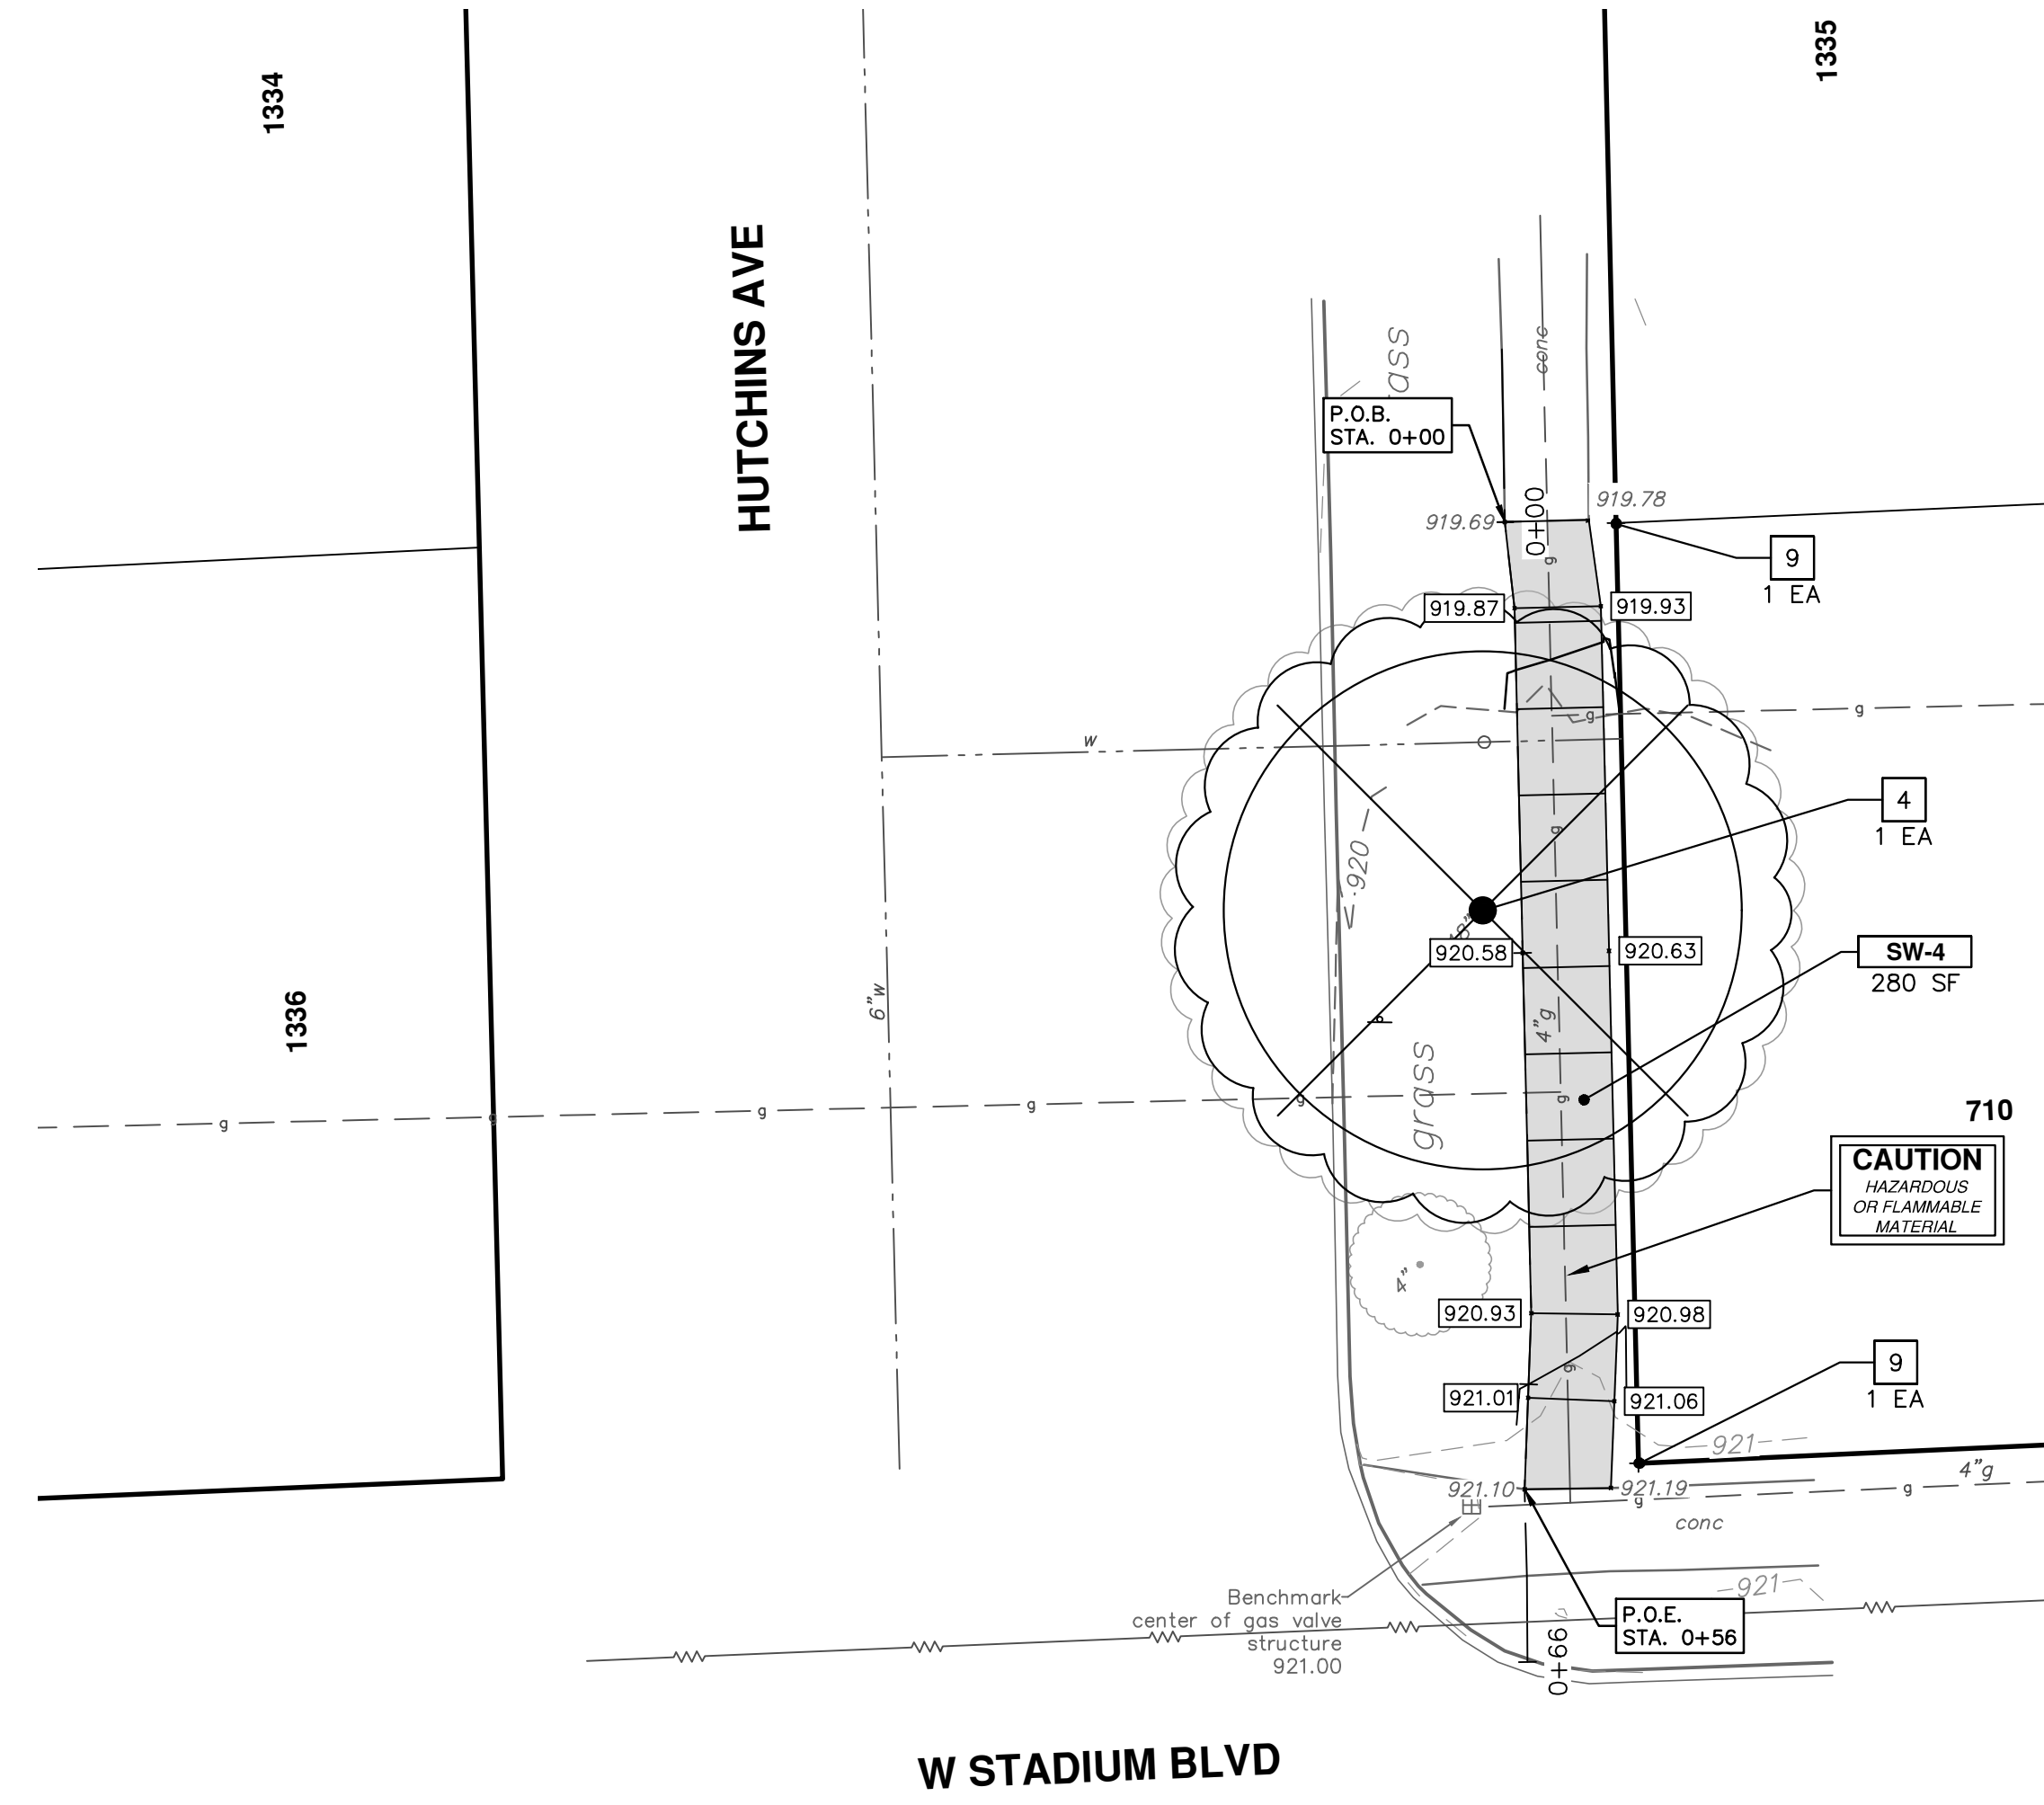 1334
1335
HUTCHINS AVE
ass
conc
P.O.B.
STA. 0+00
919.78
919.69
0+00
g
9
1 EA
919.87
919.93
g
g
w
4
1 EA
g
920
920.58
920.63
SW-4
280 SF
6"w
1336
4"g
grass
g
g
g
g
g
g
710
CAUTION
HAZARDOUS
OR FLAMMABLE
MATERIAL
4"
920.93
920.98
g
9
1 EA
921.01
921.06
921
4"g
921.10
921.19
g
g
conc
921
Benchmark
center of gas valve
structure
921.00
P.O.E.
STA. 0+56
0+66
W STADIUM BLVD